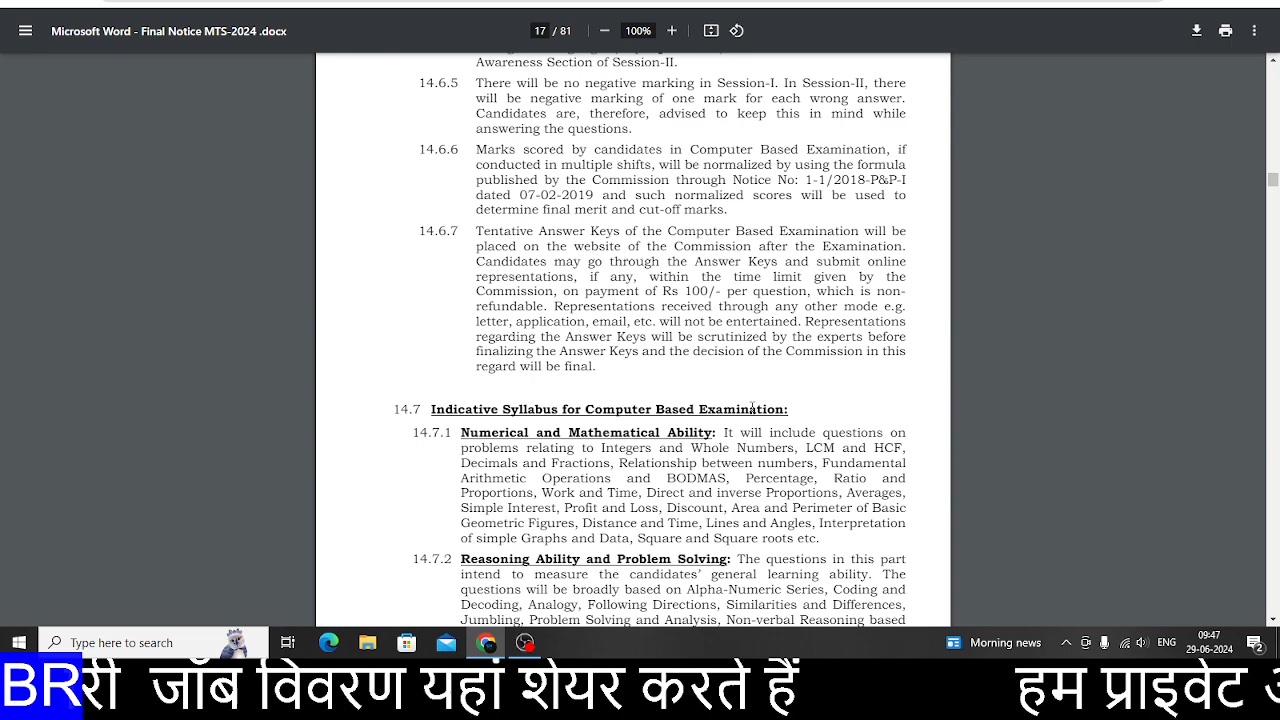 Microsoft Word - Final Notice MTS-2024 .docx
17 / 81
100%
Awareness Section of Session-II.
14.6.5 There will be no negative marking in Session-I. In Session-II, there
will be negative marking of one mark for each wrong answer.
Candidates are, therefore, advised to keep this in mind while
answering the questions.
14.6.6 Marks scored by candidates in Computer Based Examination, if
conducted in multiple shifts, will be normalized by using the formula
published by the Commission through Notice No: 1-1/2018-P&P-I
dated 07-02-2019 and such normalized scores will be used to
determine final merit and cut-off marks.
14.6.7 Tentative Answer Keys of the Computer Based Examination will be
placed on the website of the Commission after the Examination.
Candidates may go through the Answer Keys and submit online
representations, if any, within the time limit given by the
Commission, on payment of Rs 100/- per question, which is non-
refundable. Representations received through any other mode e.g.
letter, application, email, etc. will not be entertained. Representations
regarding the Answer Keys will be scrutinized by the experts before
finalizing the Answer Keys and the decision of the Commission in this
regard will be final.
14.7 Indicative Syllabus for Computer Based Examination:
14.7.1 Numerical and Mathematical Ability: It will include questions on
problems relating to Integers and Whole Numbers, LCM and HCF,
Decimals and Fractions, Relationship between numbers, Fundamental
Arithmetic Operations and BODMAS, Percentage, Ratio and
Proportions, Work and Time, Direct and inverse Proportions, Averages,
Simple Interest, Profit and Loss, Discount, Area and Perimeter of Basic
Geometric Figures, Distance and Time, Lines and Angles, Interpretation
of simple Graphs and Data, Square and Square roots etc.
14.7.2 Reasoning Ability and Problem Solving: The questions in this part
intend to measure the candidates' general learning ability. The
questions will be broadly based on Alpha-Numeric Series, Coding and
Decoding, Analogy, Following Directions, Similarities and Differences,
Jumbling, Problem Solving and Analysis, Non-verbal Reasoning based
Type here to search
Morning news
ENG
09:47
29-06-2024
2
BR री जॉब विवरण यहां शेयर करते हैं हम प्राइवेट